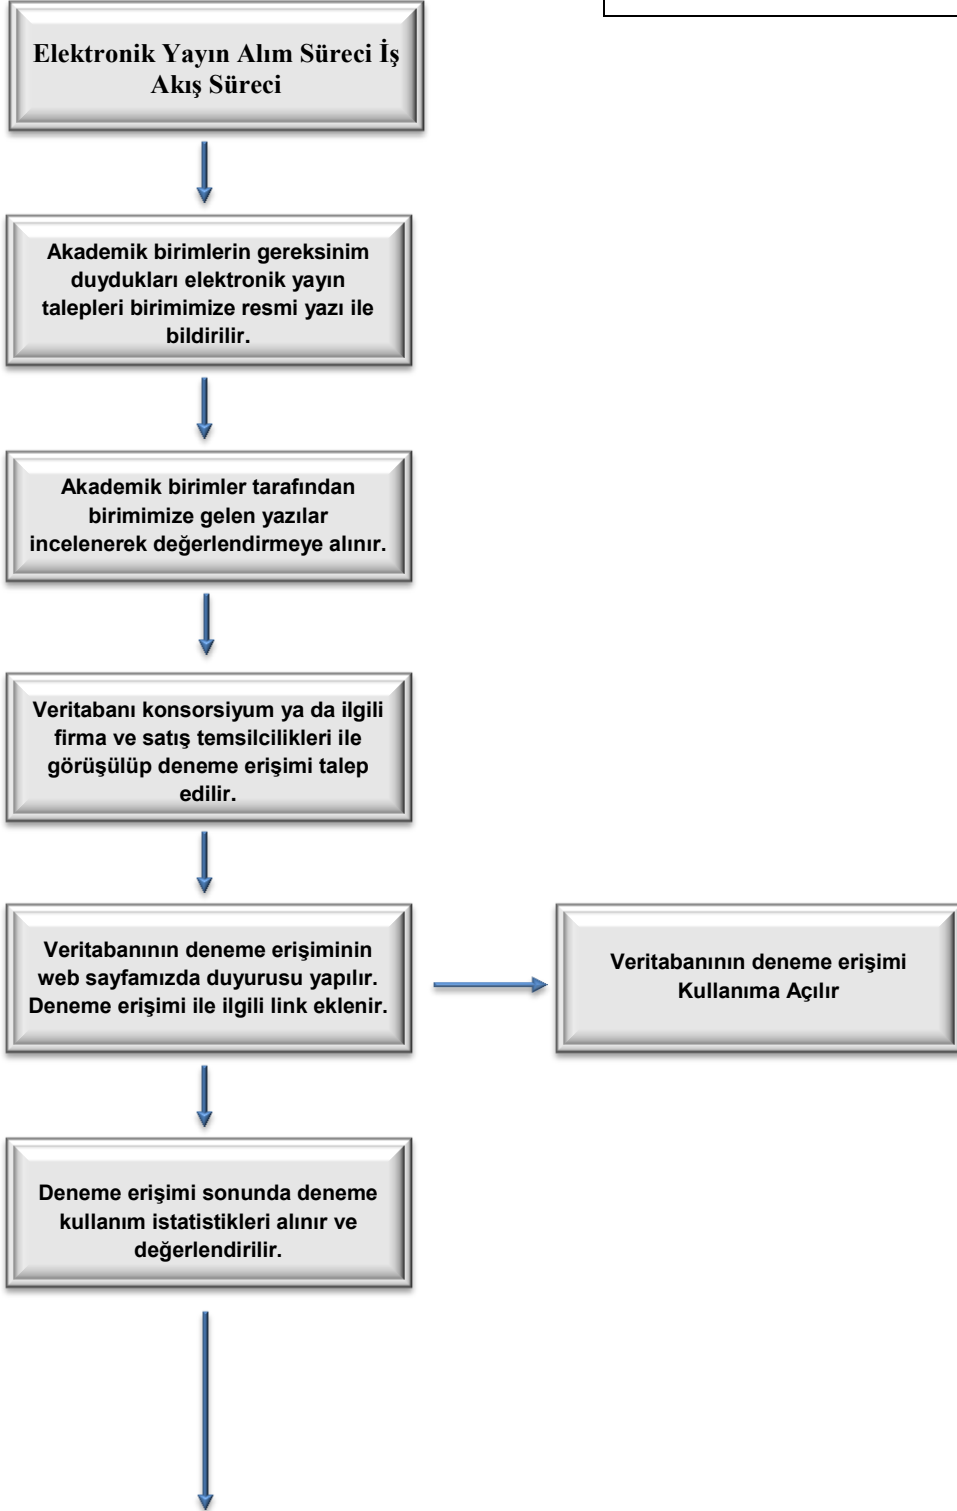 Elektronik Yayın Alım Süreci İş
Akış Süreci
Akademik birimlerin gereksinim
duydukları elektronik yayın
talepleri birimimize resmi yazı ile
bildirilir.
Akademik birimler tarafından
birimimize gelen yazılar
incelenerek değerlendirmeye alınır.
Veritabanı konsorsiyum ya da ilgili
firma ve satış temsilcilikleri ile
görüşülüp deneme erişimi talep
edilir.
Veritabanının deneme erişiminin
web sayfamızda duyurusu yapılır.
Deneme erişimi ile ilgili link eklenir.
Veritabanının deneme erişimi
Kullanıma Açılır
Deneme erişimi sonunda deneme
kullanım istatistikleri alınır ve
değerlendirilir.